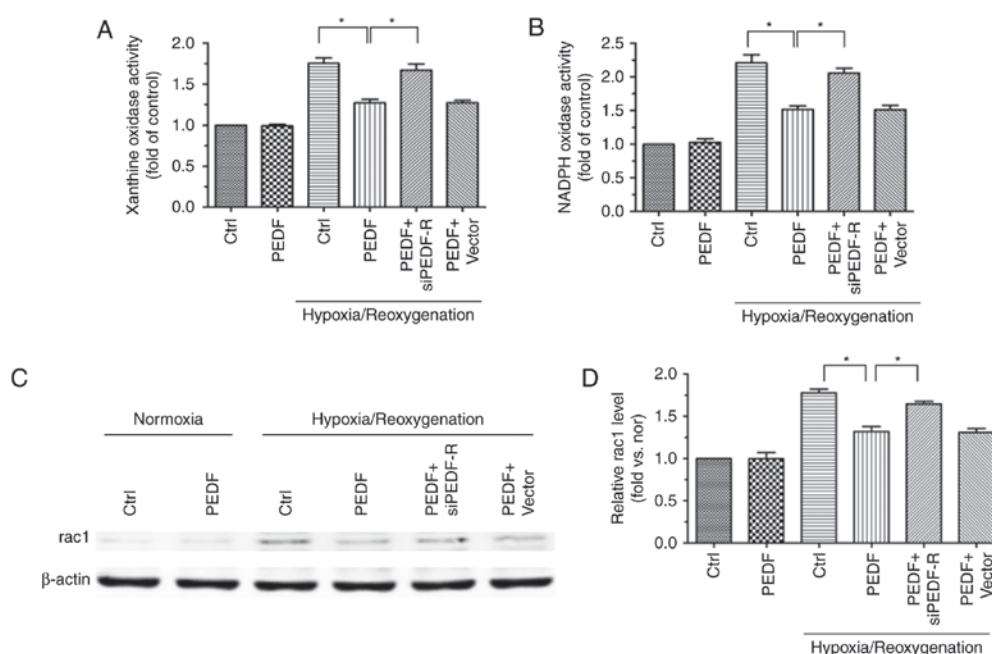 A
* *
Xanthine oxidase activity
(fold of control)
2.0
1.5
1.0
0.5
0.0
Ctrl
PEDF
Ctrl
PEDF
PEDF+
siPEDF-R
PEDF+
Vector
Hypoxia/Reoxygenation
B
* *
NADPH oxidase activity
(fold of control)
2.5
2.0
1.5
1.0
0.5
0.0
Ctrl
PEDF
Ctrl
PEDF
PEDF+
siPEDF-R
PEDF+
Vector
Hypoxia/Reoxygenation
C
Normoxia Hypoxia/Reoxygenation
Ctrl
PEDF
Ctrl
PEDF
PEDF+
siPEDF-R
PEDF+
Vector
rac1
β-actin
D
* *
Relative rac1 level
(fold vs. nor)
2.0
1.5
1.0
0.5
0.0
Ctrl
PEDF
Ctrl
PEDF
PEDF+
siPEDF-R
PEDF+
Vector
Hypoxia/Reoxygenation